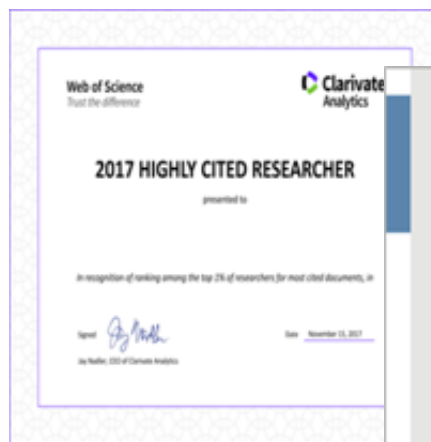 Web of Science
Trust the difference
Clarivate
Analytics
2017 HIGHLY CITED RESEARCHER
presented to
In recognition of ranking among the top 1% of researchers for most cited documents, in
Signed
Date November 15, 2017
Jay Nadler, CEO of Clarivate Analytics